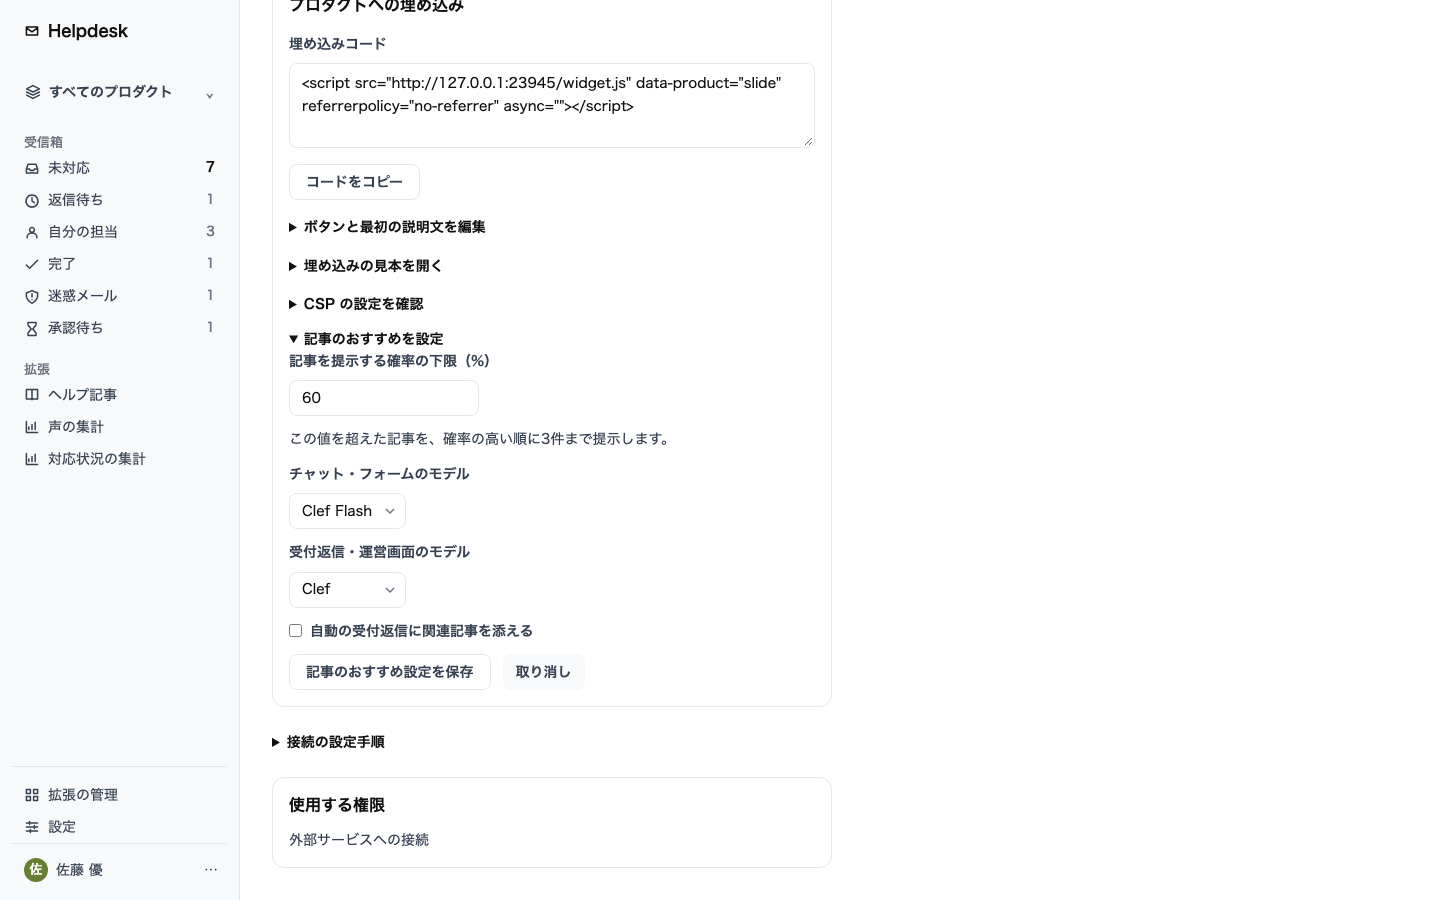 Helpdesk
すべてのプロダクト
受信箱
未対応 7
返信待ち 1
自分の担当 3
完了 1
迷惑メール 1
承認待ち 1
拡張
ヘルプ記事
声の集計
対応状況の集計
拡張の管理
設定
佐 佐藤 優 …
プロダクトへの埋め込み
埋め込みコード
<script src="http://127.0.0.1:23945/widget.js" data-product="slide"
referrerpolicy="no-referrer" async=""></script>
コードをコピー
▶ ボタンと最初の説明文を編集
▶ 埋め込みの見本を開く
▶ CSP の設定を確認
▼ 記事のおすすめを設定
記事を提示する確率の下限（%）
60
この値を超えた記事を、確率の高い順に3件まで提示します。
チャット・フォームのモデル
Clef Flash
受付返信・運営画面のモデル
Clef
自動の受付返信に関連記事を添える
記事のおすすめ設定を保存 取り消し
▶ 接続の設定手順
使用する権限
外部サービスへの接続